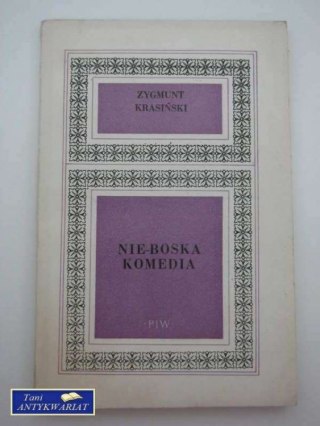 ZYGMUNT
KRASIŃSKI
NIE-BOSKA
KOMEDIA
PIW
Tani
ANTYKWARIAT